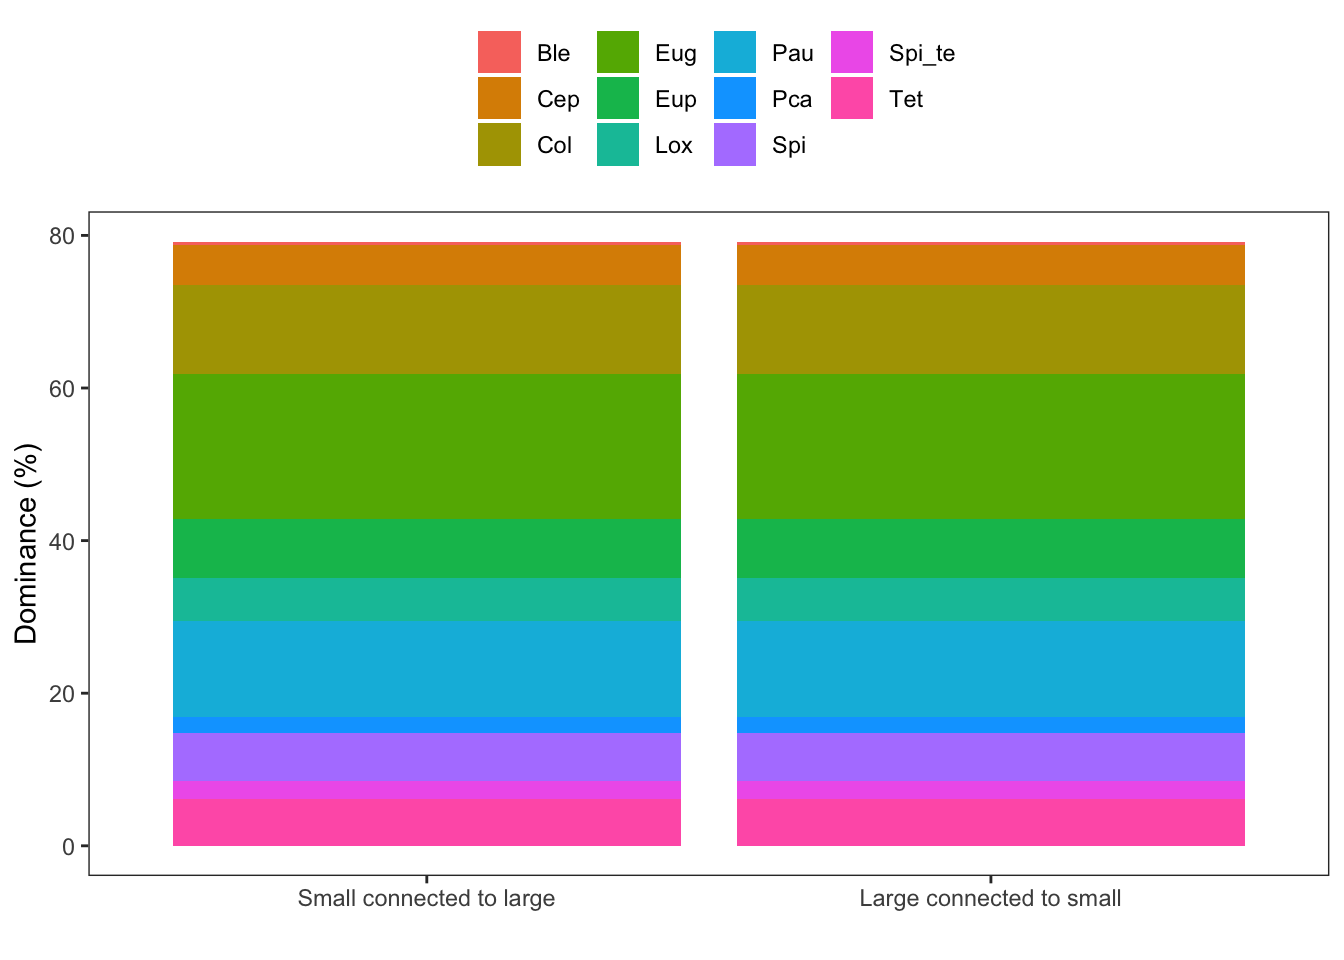 Ble Eug Pau Spi_te
Cep Eup Pca Tet
Col Lox Spi
Dominance (%)
80
60
40
20
0
Small connected to large Large connected to small